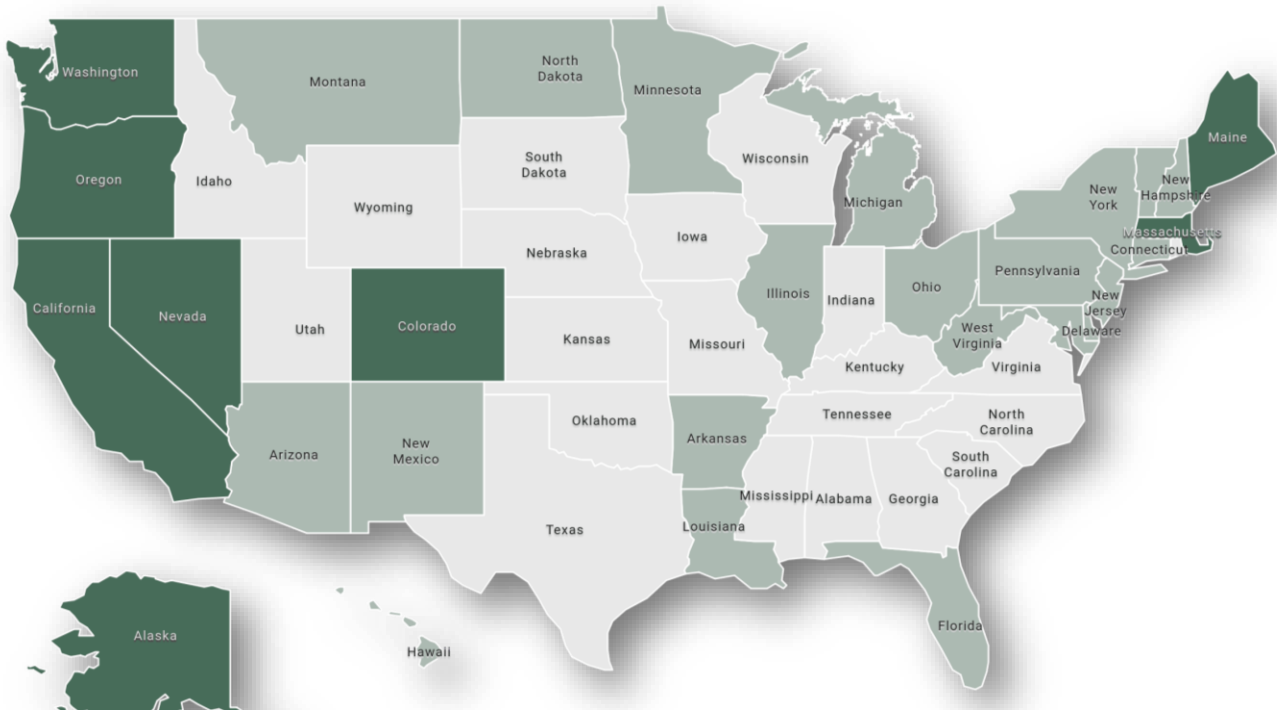 Washington
Montana
North
Dakota
Minnesota
Maine
Oregon
Idaho
South
Dakota
Wisconsin
Michigan
New
York
New
Hampshire
Wyoming
Massachusetts
Connecticut
Iowa
Nebraska
California
Nevada
Utah
Colorado
Kansas
Missouri
Illinois
Indiana
Ohio
Pennsylvania
New
Jersey
Delaware
West
Virginia
Kentucky
Virginia
Arizona
New
Mexico
Oklahoma
Arkansas
Tennessee
North
Carolina
South
Carolina
Texas
Louisiana
Mississippi
Alabama
Georgia
Florida
Alaska
Hawaii